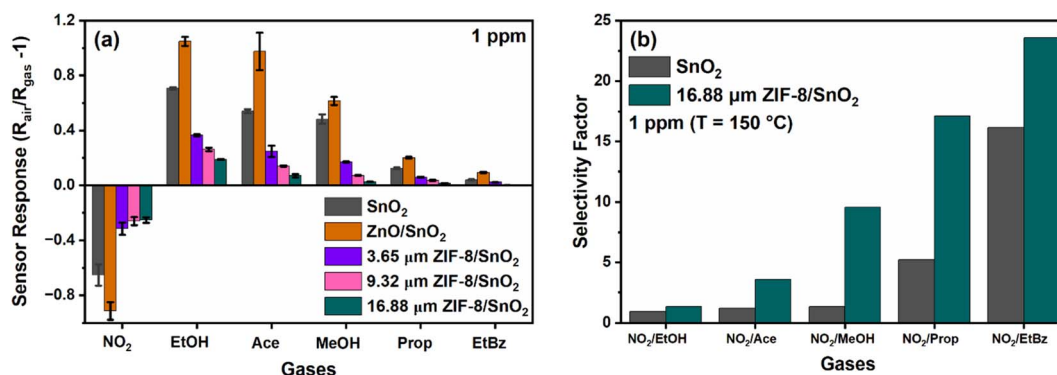 (a)
1 ppm
Sensor Response (R_air/R_gas -1)
1.2
0.8
0.4
0.0
−0.4
−0.8
SnO₂
ZnO/SnO₂
3.65 μm ZIF-8/SnO₂
9.32 μm ZIF-8/SnO₂
16.88 μm ZIF-8/SnO₂
NO₂ EtOH Ace MeOH Prop EtBz
Gases
(b)
SnO₂
16.88 μm ZIF-8/SnO₂
1 ppm (T = 150 °C)
Selectivity Factor
25
20
15
10
5
0
NO₂/EtOH NO₂/Ace NO₂/MeOH NO₂/Prop NO₂/EtBz
Gases